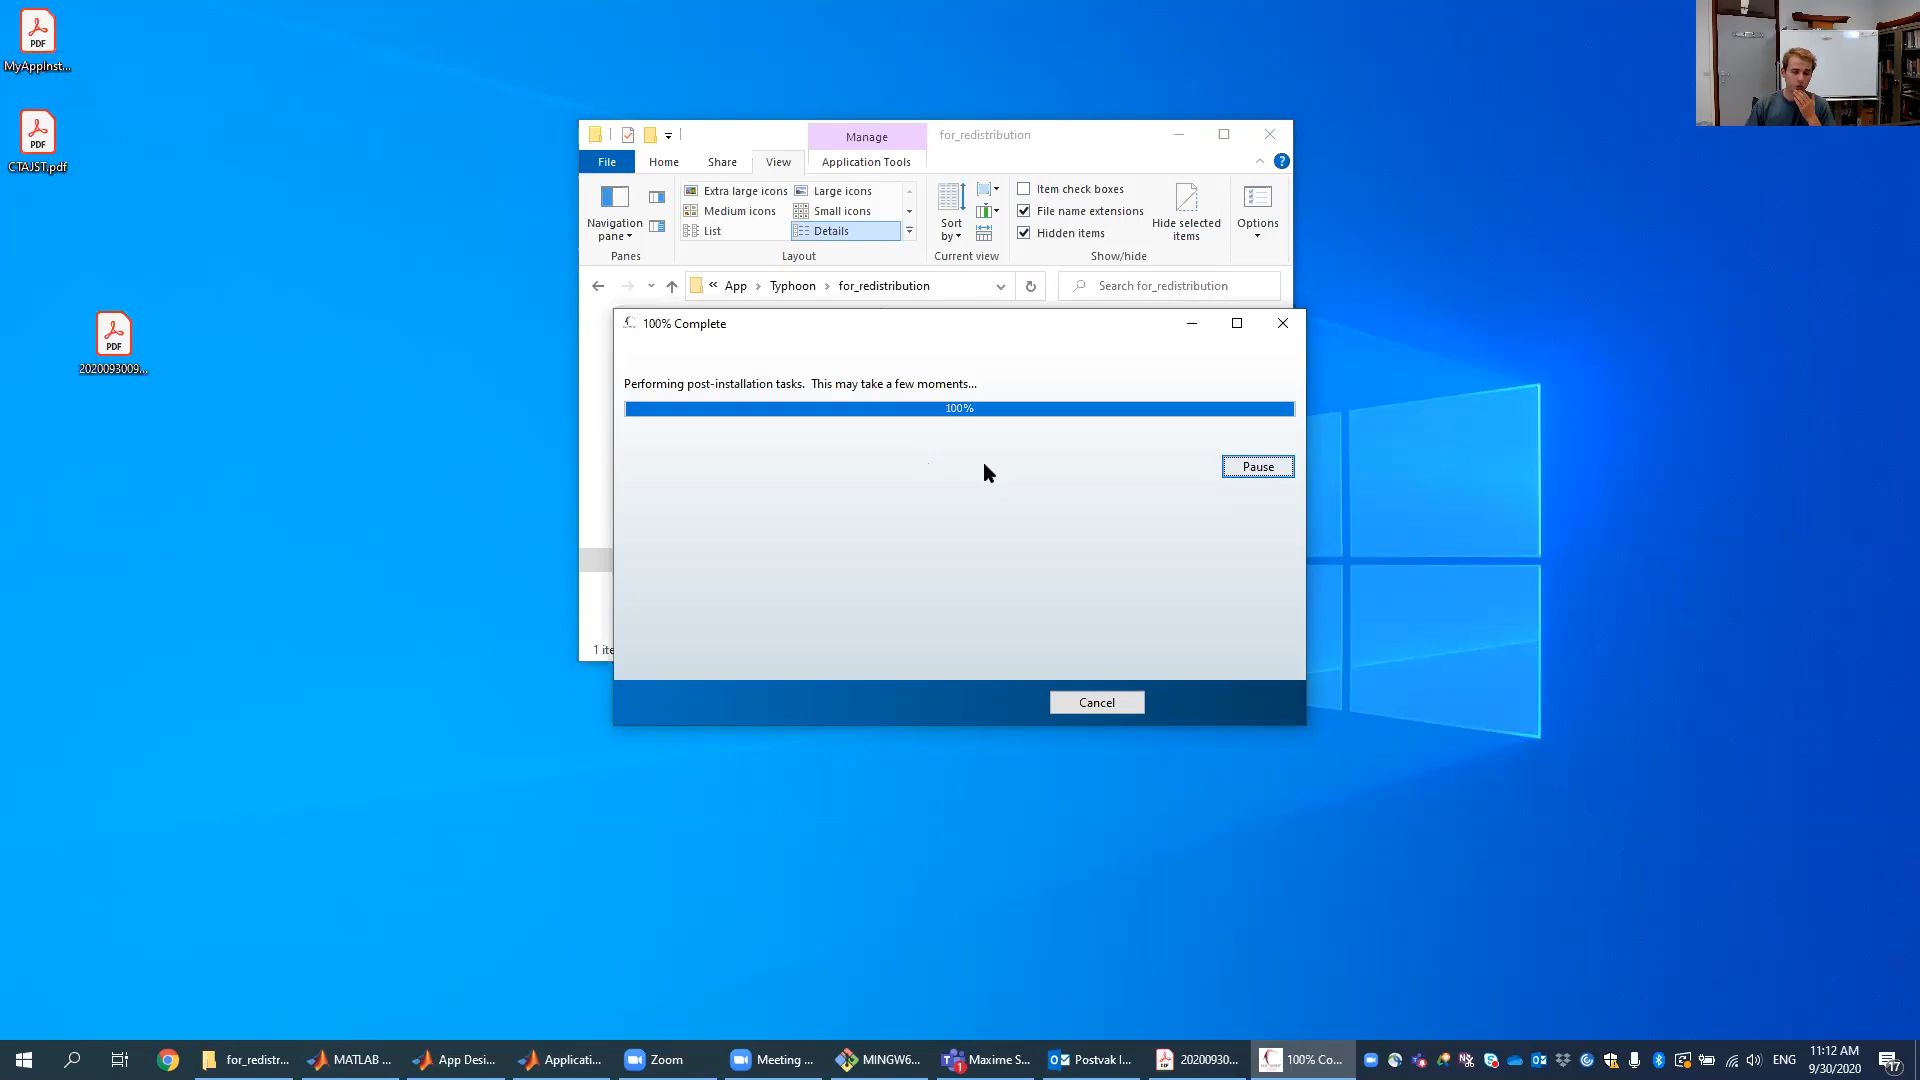 PDF
MyAppInst...
PDF
CTAJST.pdf
PDF
2020093009...
Manage
for_redistribution
File
Home
Share
View
Application Tools
Navigation
pane
Extra large icons
Large icons
Medium icons
Small icons
List
Details
Sort
by
Item check boxes
File name extensions
Hidden items
Hide selected
items
Options
Panes
Layout
Current view
Show/hide
« App > Typhoon > for_redistribution
Search for_redistribution
100% Complete
Performing post-installation tasks.  This may take a few moments...
100%
Pause
1 ite
Cancel
for_redistr...
MATLAB ...
App Desi...
Applicati...
Zoom
Meeting ...
MINGW6...
1
Maxime S...
Postvak I...
20200930...
100% Co...
ENG
11:12 AM
9/30/2020
17